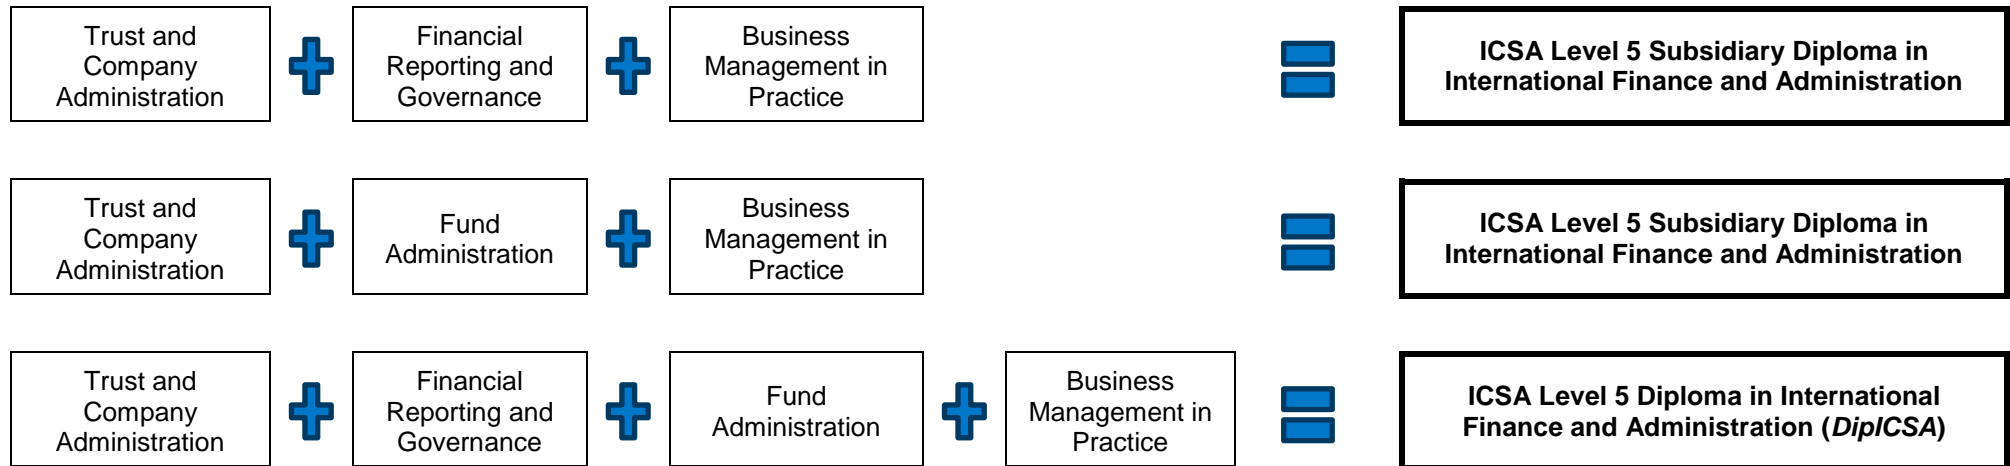 Trust and
Company
Administration
Financial
Reporting and
Governance
Business
Management in
Practice
ICSA Level 5 Subsidiary Diploma in
International Finance and Administration
Trust and
Company
Administration
Fund
Administration
Business
Management in
Practice
ICSA Level 5 Subsidiary Diploma in
International Finance and Administration
Trust and
Company
Administration
Financial
Reporting and
Governance
Fund
Administration
Business
Management in
Practice
ICSA Level 5 Diploma in International
Finance and Administration (DipICSA)